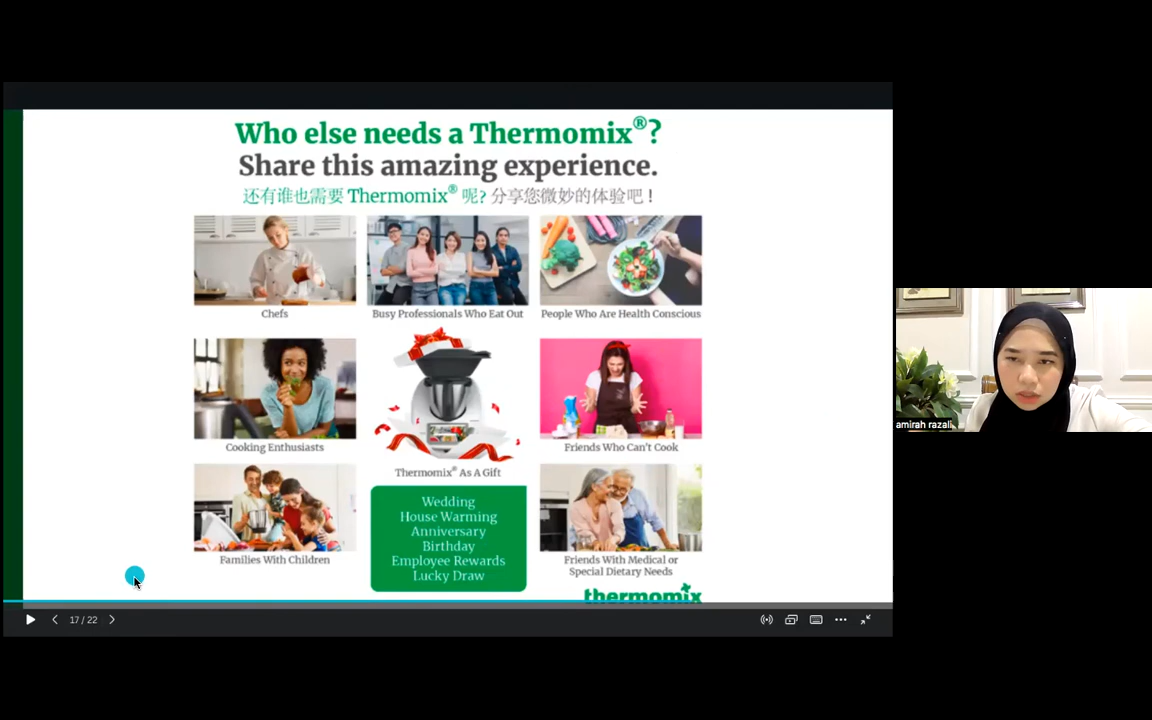 Who else needs a Thermomix®?
Share this amazing experience.
还有谁也需要 Thermomix® 呢? 分享您微妙的体验吧！
Chefs
Busy Professionals Who Eat Out
People Who Are Health Conscious
Cooking Enthusiasts
Thermomix® As A Gift
Friends Who Can't Cook
Wedding
House Warming
Anniversary
Birthday
Employee Rewards
Lucky Draw
Families With Children
Friends With Medical or
Special Dietary Needs
thermomix
17 / 22
amirah razali